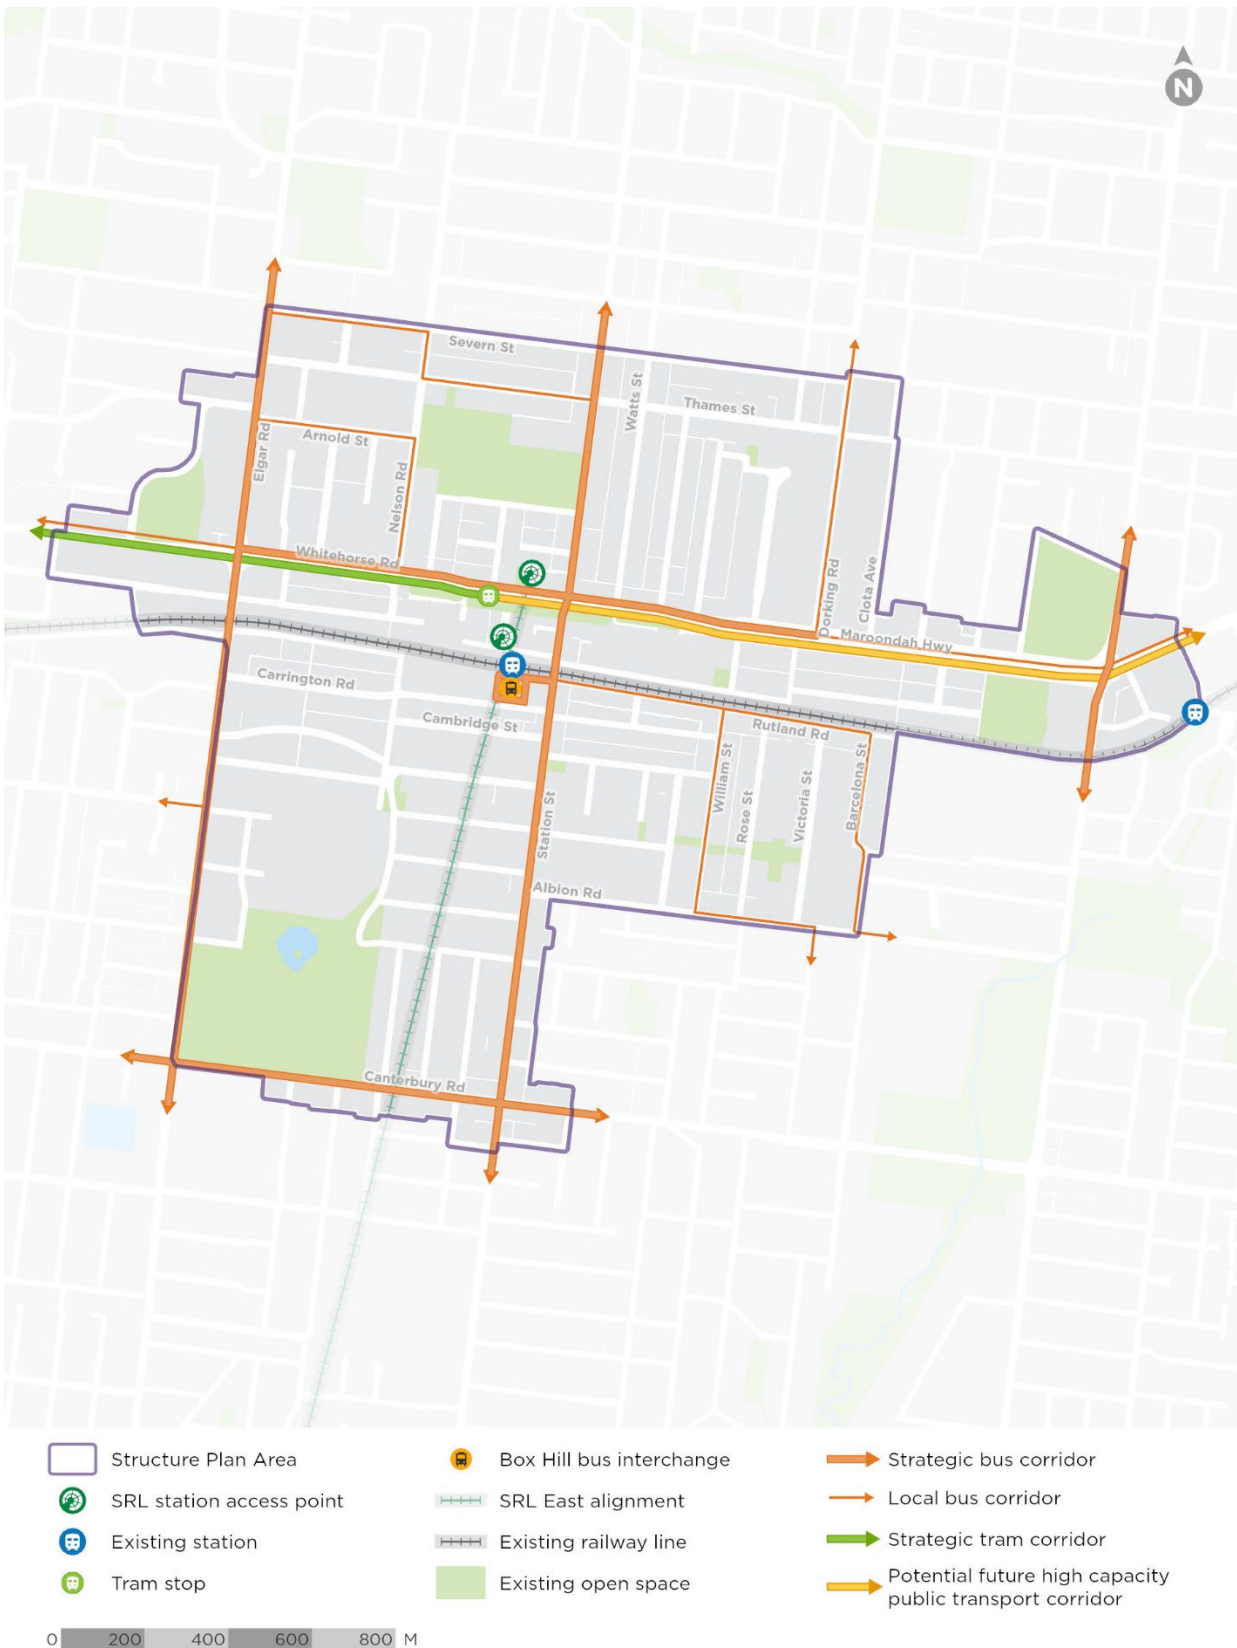 N
Severn St
Watts St
Thames St
Elgar Rd
Arnold St
Nelson Rd
Whitehorse Rd
Dorking Rd
Clota Ave
Maroondah Hwy
Carrington Rd
Cambridge St
Rutland Rd
William St
Rose St
Victoria St
Barcelona St
Station St
Albion Rd
Canterbury Rd
Structure Plan Area
SRL station access point
Existing station
Tram stop
Box Hill bus interchange
SRL East alignment
Existing railway line
Existing open space
Strategic bus corridor
Local bus corridor
Strategic tram corridor
Potential future high capacity
public transport corridor
0 200 400 600 800 M